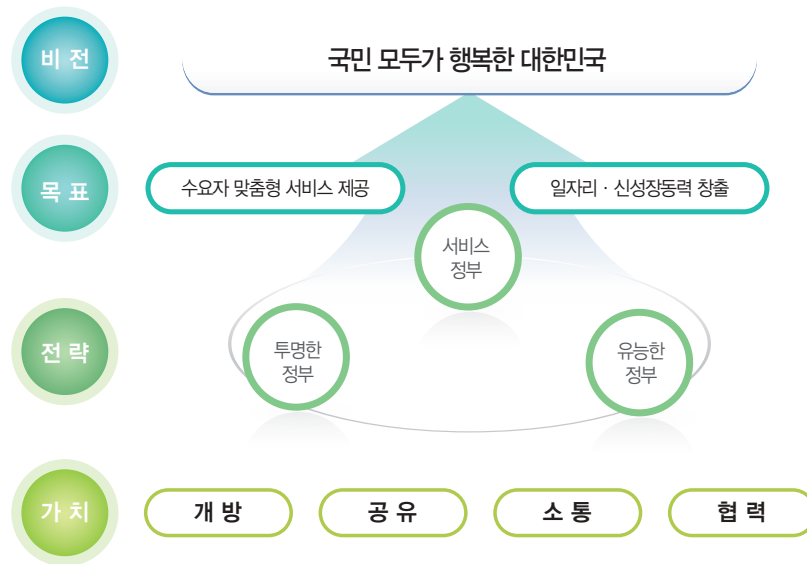 비 전
국민 모두가 행복한 대한민국
목 표
수요자 맞춤형 서비스 제공
일자리 · 신성장동력 창출
서비스
정부
전 략
투명한
정부
유능한
정부
가 치
개 방
공 유
소 통
협 력